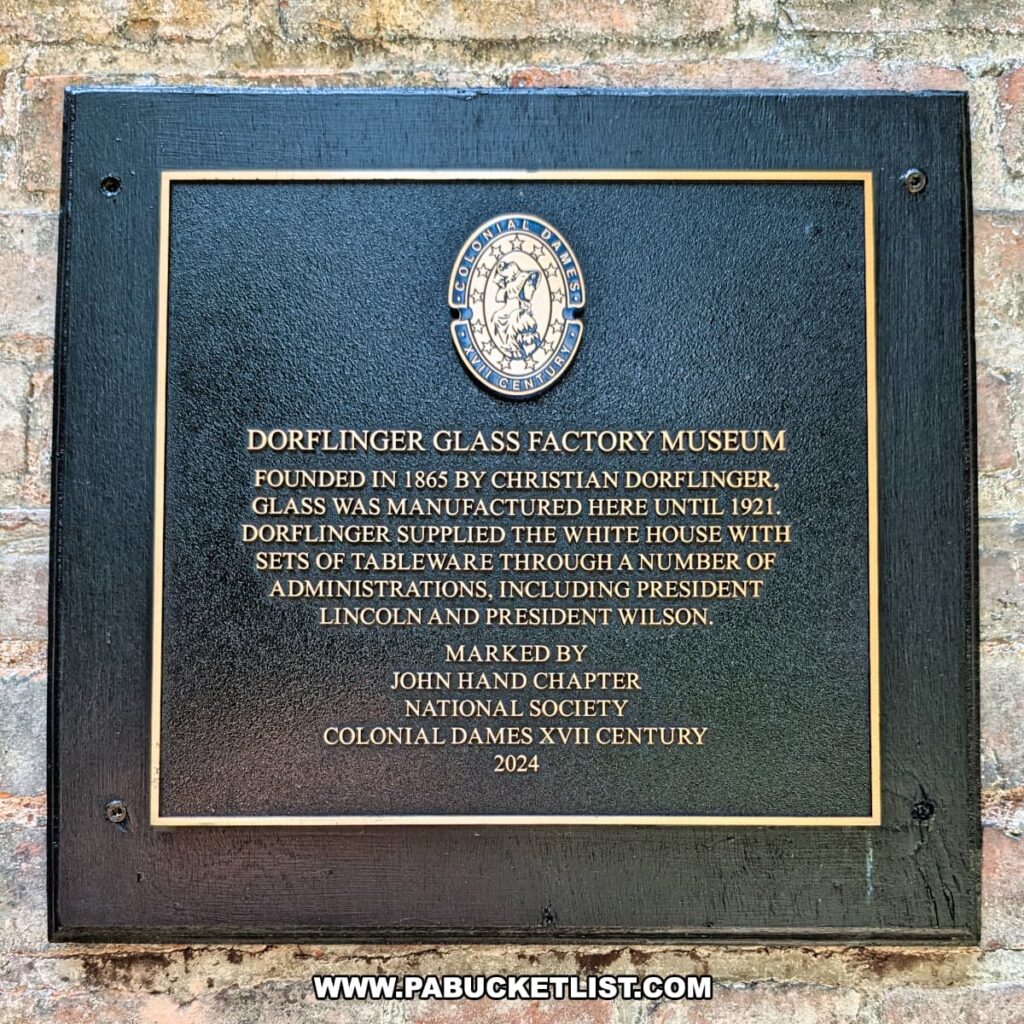 COLONIAL DAMES
XVII CENTURY
DORFLINGER GLASS FACTORY MUSEUM
FOUNDED IN 1865 BY CHRISTIAN DORFLINGER,
GLASS WAS MANUFACTURED HERE UNTIL 1921.
DORFLINGER SUPPLIED THE WHITE HOUSE WITH
SETS OF TABLEWARE THROUGH A NUMBER OF
ADMINISTRATIONS, INCLUDING PRESIDENT
LINCOLN AND PRESIDENT WILSON.
MARKED BY
JOHN HAND CHAPTER
NATIONAL SOCIETY
COLONIAL DAMES XVII CENTURY
2024
WWW.PABUCKETLIST.COM